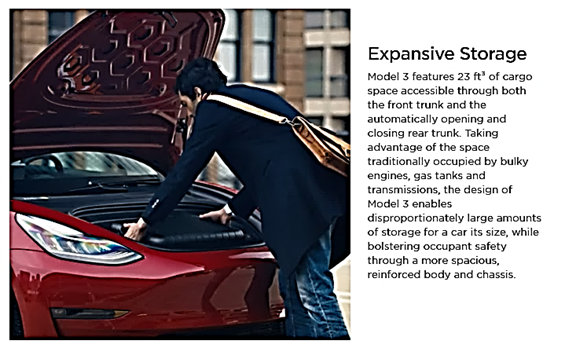 Expansive Storage
Model 3 features 23 ft³ of cargo
space accessible through both
the front trunk and the
automatically opening and
closing rear trunk. Taking
advantage of the space
traditionally occupied by bulky
engines, gas tanks and
transmissions, the design of
Model 3 enables
disproportionately large amounts
of storage for a car its size, while
bolstering occupant safety
through a more spacious,
reinforced body and chassis.